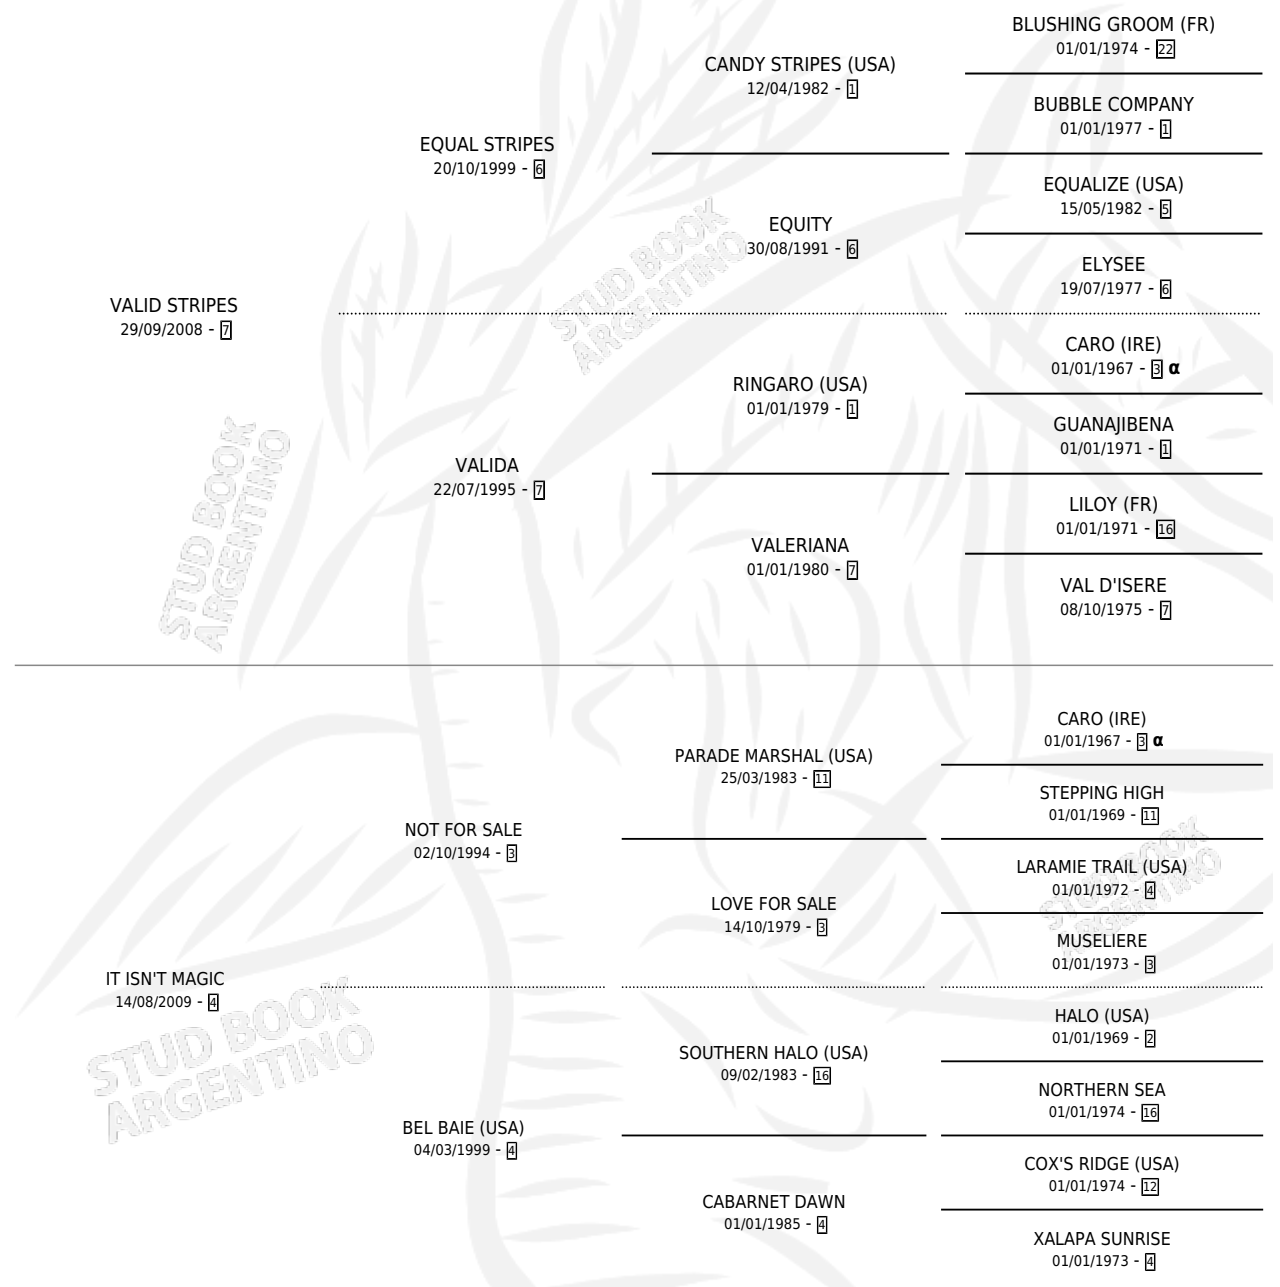 BLUSHING GROOM (FR)
01/01/1974 - 22
CANDY STRIPES (USA)
12/04/1982 - 1
BUBBLE COMPANY
01/01/1977 - 1
EQUAL STRIPES
20/10/1999 - 6
EQUALIZE (USA)
15/05/1982 - 5
EQUITY
30/08/1991 - 6
ELYSEE
19/07/1977 - 6
VALID STRIPES
29/09/2008 - 7
CARO (IRE)
01/01/1967 - 3 α
RINGARO (USA)
01/01/1979 - 1
GUANAJIBENA
01/01/1971 - 1
VALIDA
22/07/1995 - 7
LILOY (FR)
01/01/1971 - 16
VALERIANA
01/01/1980 - 7
VAL D'ISERE
08/10/1975 - 7
CARO (IRE)
01/01/1967 - 3 α
PARADE MARSHAL (USA)
25/03/1983 - 11
STEPPING HIGH
01/01/1969 - 11
NOT FOR SALE
02/10/1994 - 3
LARAMIE TRAIL (USA)
01/01/1972 - 4
LOVE FOR SALE
14/10/1979 - 3
MUSELIERE
01/01/1973 - 3
IT ISN'T MAGIC
14/08/2009 - 4
HALO (USA)
01/01/1969 - 2
SOUTHERN HALO (USA)
09/02/1983 - 16
NORTHERN SEA
01/01/1974 - 16
BEL BAIE (USA)
04/03/1999 - 4
COX'S RIDGE (USA)
01/01/1974 - 12
CABARNET DAWN
01/01/1985 - 4
XALAPA SUNRISE
01/01/1973 - 4
STUD BOOK
ARGENTINO
STUD BOOK
ARGENTINO
STUD BOOK
ARGENTINO
STUD BOOK
ARGENTINO